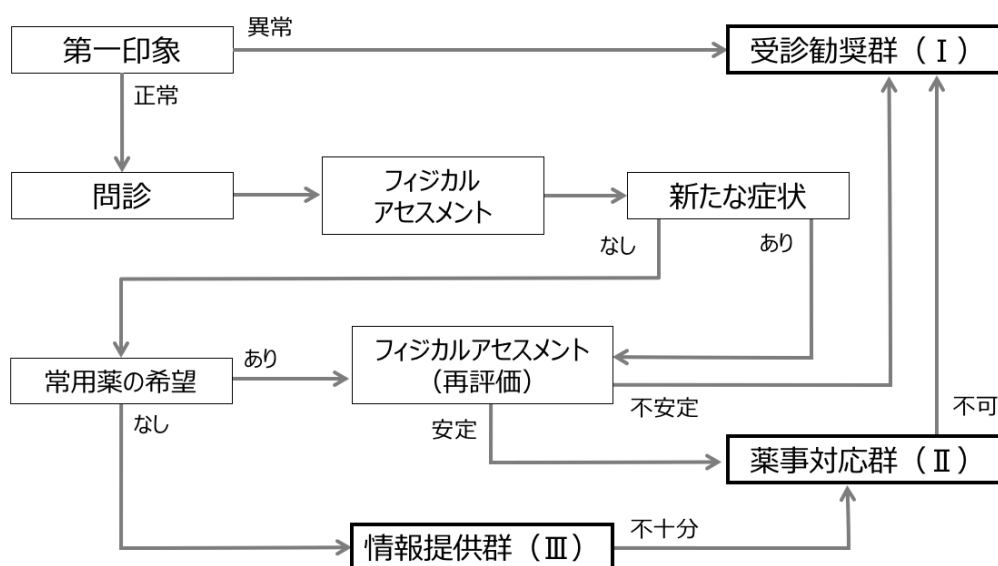 第一印象
異常
受診勧奨群（Ⅰ）
正常
問診
フィジカル
アセスメント
新たな症状
なし
あり
常用薬の希望
あり
フィジカルアセスメント
（再評価）
なし
安定
不安定
不可
薬事対応群（Ⅱ）
情報提供群（Ⅲ）
不十分